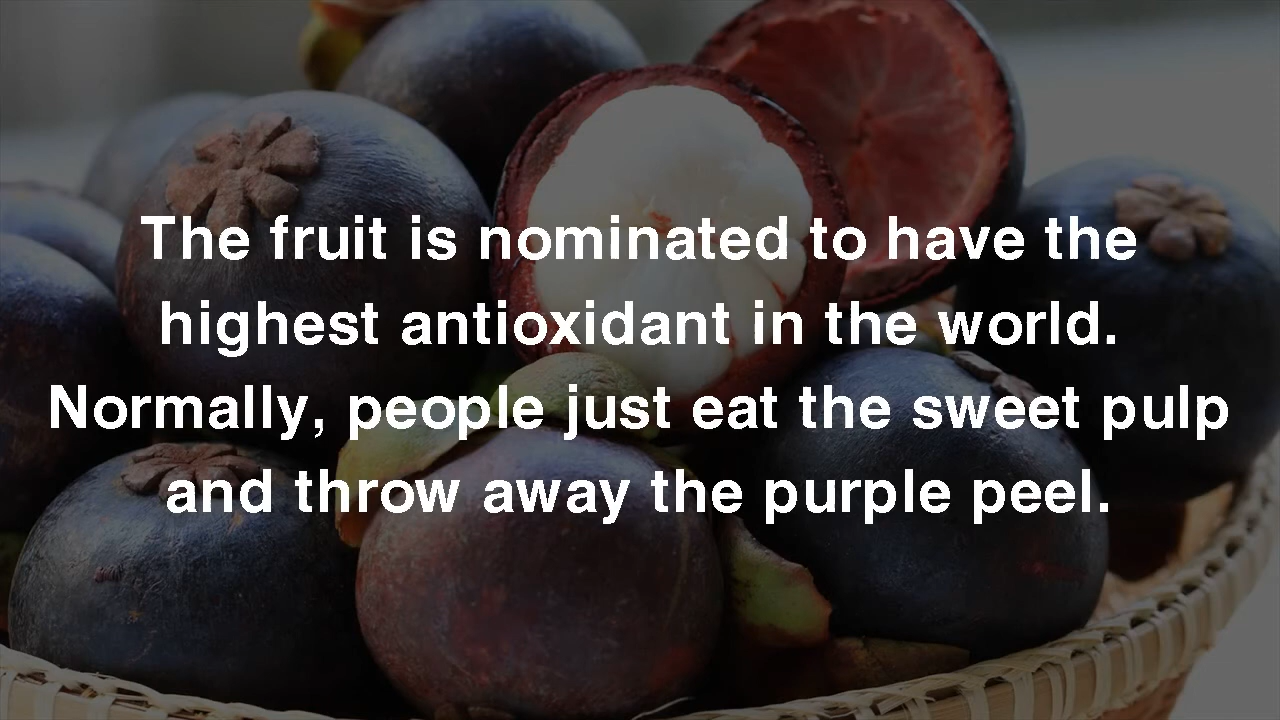 The fruit is nominated to have the
highest antioxidant in the world.
Normally, people just eat the sweet pulp
and throw away the purple peel.